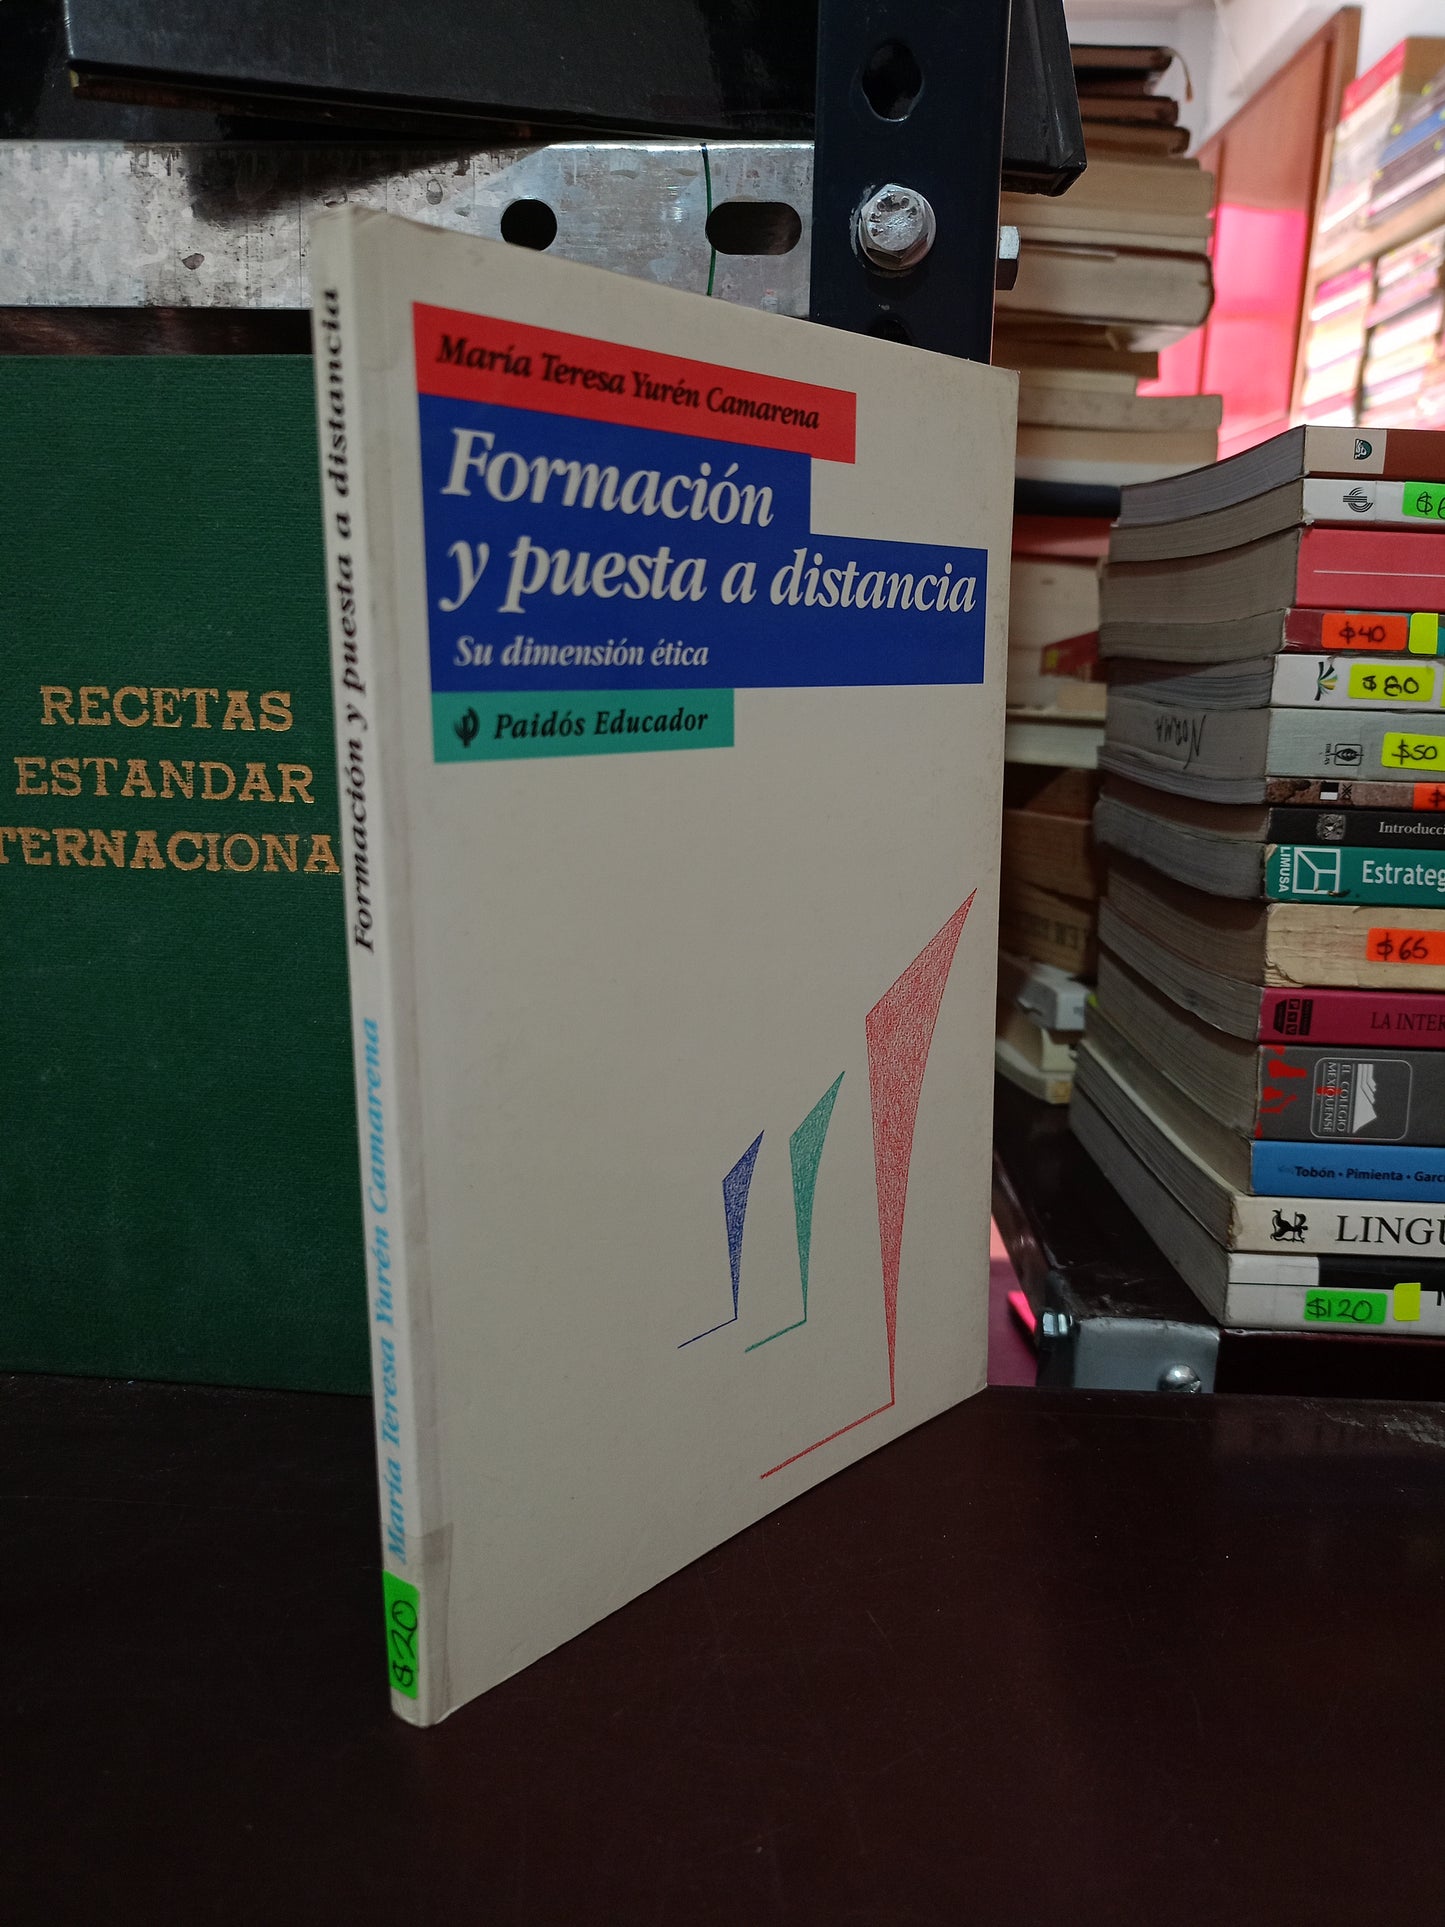 María Teresa Yurén Camarena
Formación
y puesta a distancia
Su dimensión ética
Paidós Educador
Formación y puesta a distancia
María Teresa Yurén Camarena
$20
RECETAS
ESTANDAR
TERNACIONA
$40
$80
NORMA
$50
Introducci
LIMUSA
Estrateg
$65
LA INTER
EL COLEGIO
MEXIQUENSE
Tobón • Pimienta • Garc
LINGU
$120